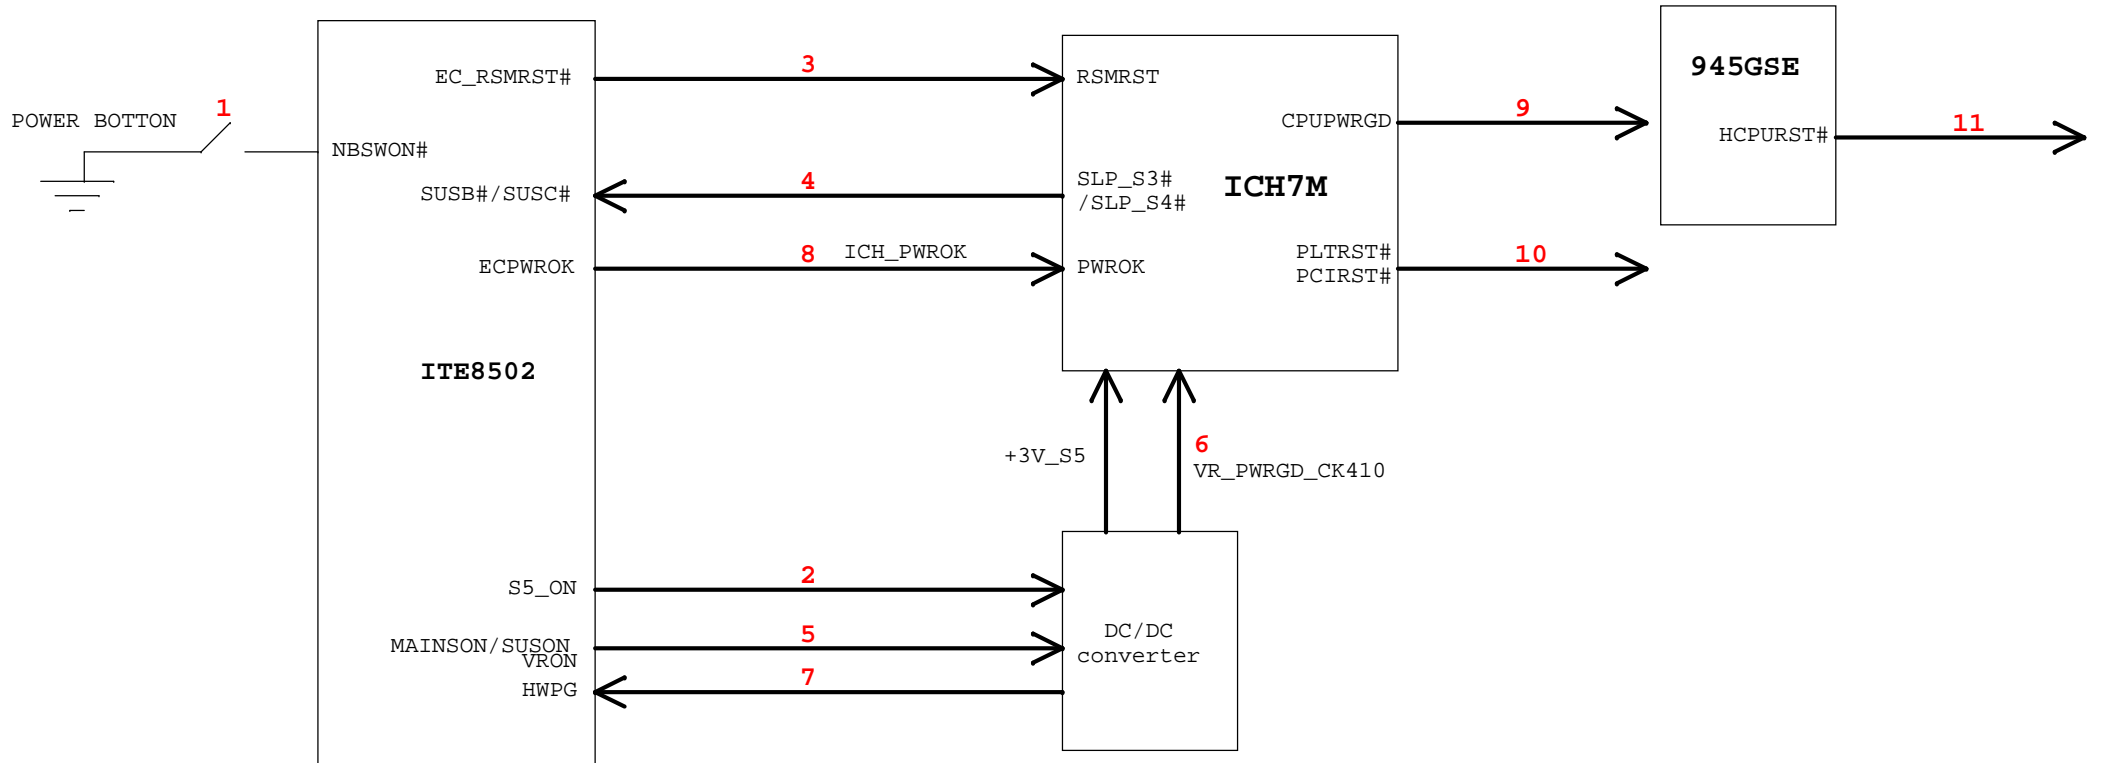 945GSE
3
EC_RSMRST#
RSMRST
1
POWER BOTTON
9
CPUPWRGD
11
HCPURST#
NBSWON#
4
SUSB#/SUSC#
SLP_S3#
/SLP_S4#
ICH7M
8
ICH_PWROK
ECPWROK
PWROK
PLTRST#
PCIRST#
10
ITE8502
6
+3V_S5
VR_PWRGD_CK410
2
S5_ON
5
MAINSON/SUSON
VRON
DC/DC
converter
7
HWPG